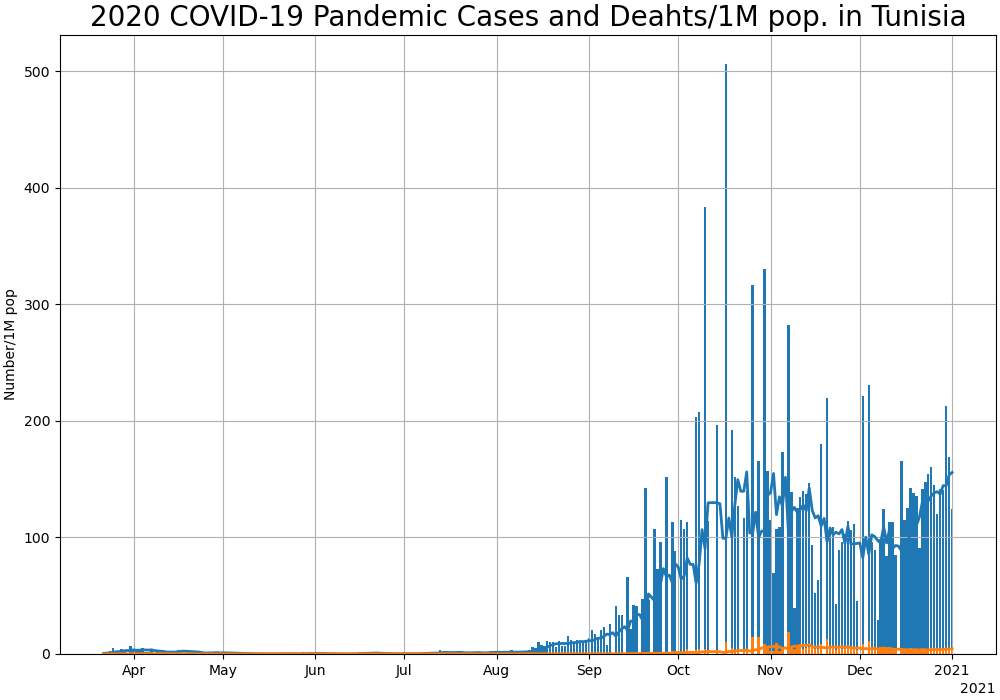 2020 COVID-19 Pandemic Cases and Deahts/1M pop. in Tunisia
Number/1M pop
500
400
300
200
100
0
Apr May Jun Jul Aug Sep Oct Nov Dec 2021
2021